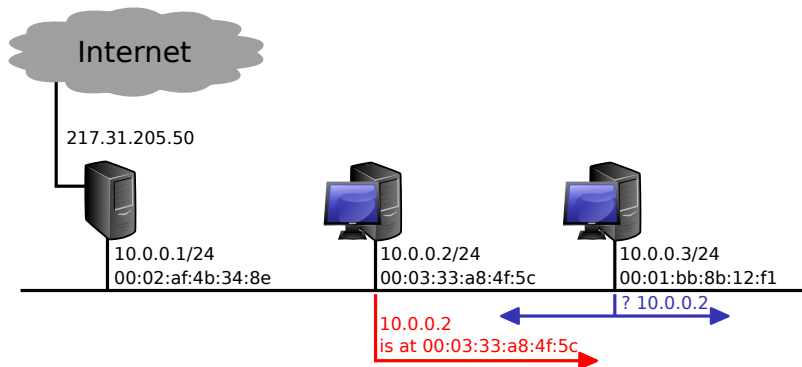 Internet
217.31.205.50
10.0.0.1/24
00:02:af:4b:34:8e
10.0.0.2/24
00:03:33:a8:4f:5c
10.0.0.3/24
00:01:bb:8b:12:f1
? 10.0.0.2
10.0.0.2
is at 00:03:33:a8:4f:5c